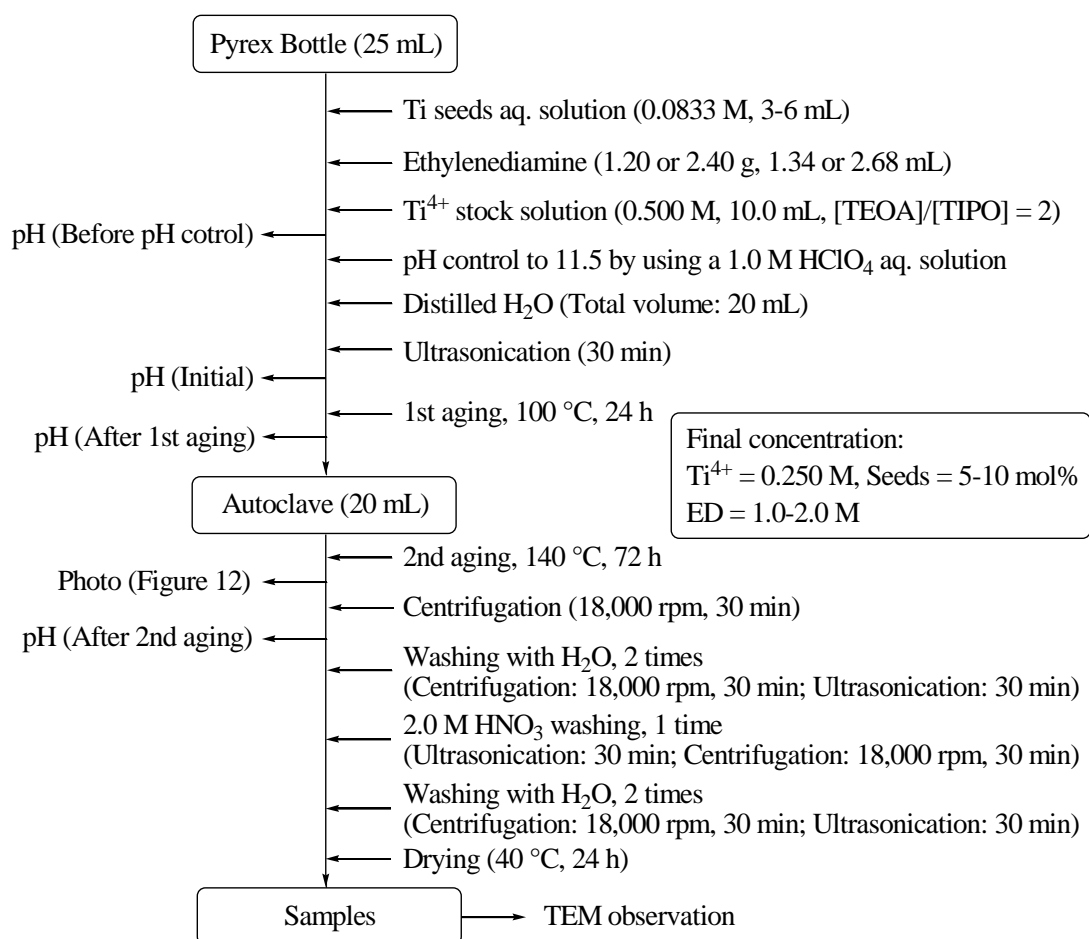 Pyrex Bottle (25 mL)
Ti seeds aq. solution (0.0833 M, 3-6 mL)
Ethylenediamine (1.20 or 2.40 g, 1.34 or 2.68 mL)
Ti⁴⁺ stock solution (0.500 M, 10.0 mL, [TEOA]/[TIPO] = 2)
pH (Before pH cotrol)
pH control to 11.5 by using a 1.0 M HClO₄ aq. solution
Distilled H₂O (Total volume: 20 mL)
Ultrasonication (30 min)
pH (Initial)
1st aging, 100 °C, 24 h
pH (After 1st aging)
Final concentration:
Ti⁴⁺ = 0.250 M, Seeds = 5-10 mol%
ED = 1.0-2.0 M
Autoclave (20 mL)
2nd aging, 140 °C, 72 h
Photo (Figure 12)
Centrifugation (18,000 rpm, 30 min)
pH (After 2nd aging)
Washing with H₂O, 2 times
(Centrifugation: 18,000 rpm, 30 min; Ultrasonication: 30 min)
2.0 M HNO₃ washing, 1 time
(Ultrasonication: 30 min; Centrifugation: 18,000 rpm, 30 min)
Washing with H₂O, 2 times
(Centrifugation: 18,000 rpm, 30 min; Ultrasonication: 30 min)
Drying (40 °C, 24 h)
Samples
TEM observation